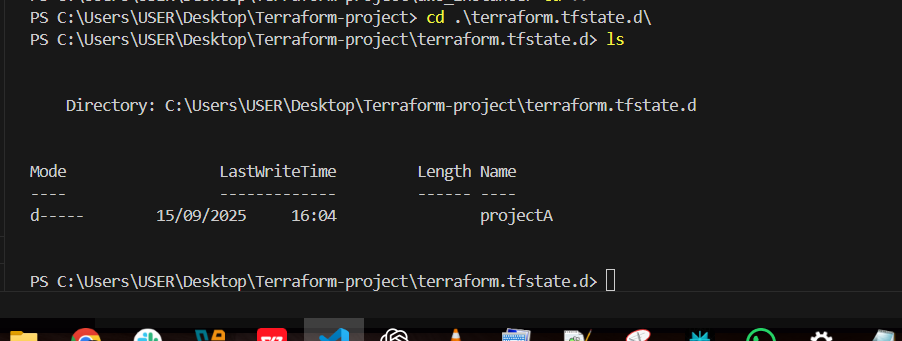 PS C:\Users\USER\Desktop\Terraform-project> cd .\terraform.tfstate.d\
PS C:\Users\USER\Desktop\Terraform-project\terraform.tfstate.d> ls
Directory: C:\Users\USER\Desktop\Terraform-project\terraform.tfstate.d
Mode LastWriteTime Length Name
---- ------------- ------ ----
d----- 15/09/2025 16:04 projectA
PS C:\Users\USER\Desktop\Terraform-project\terraform.tfstate.d>